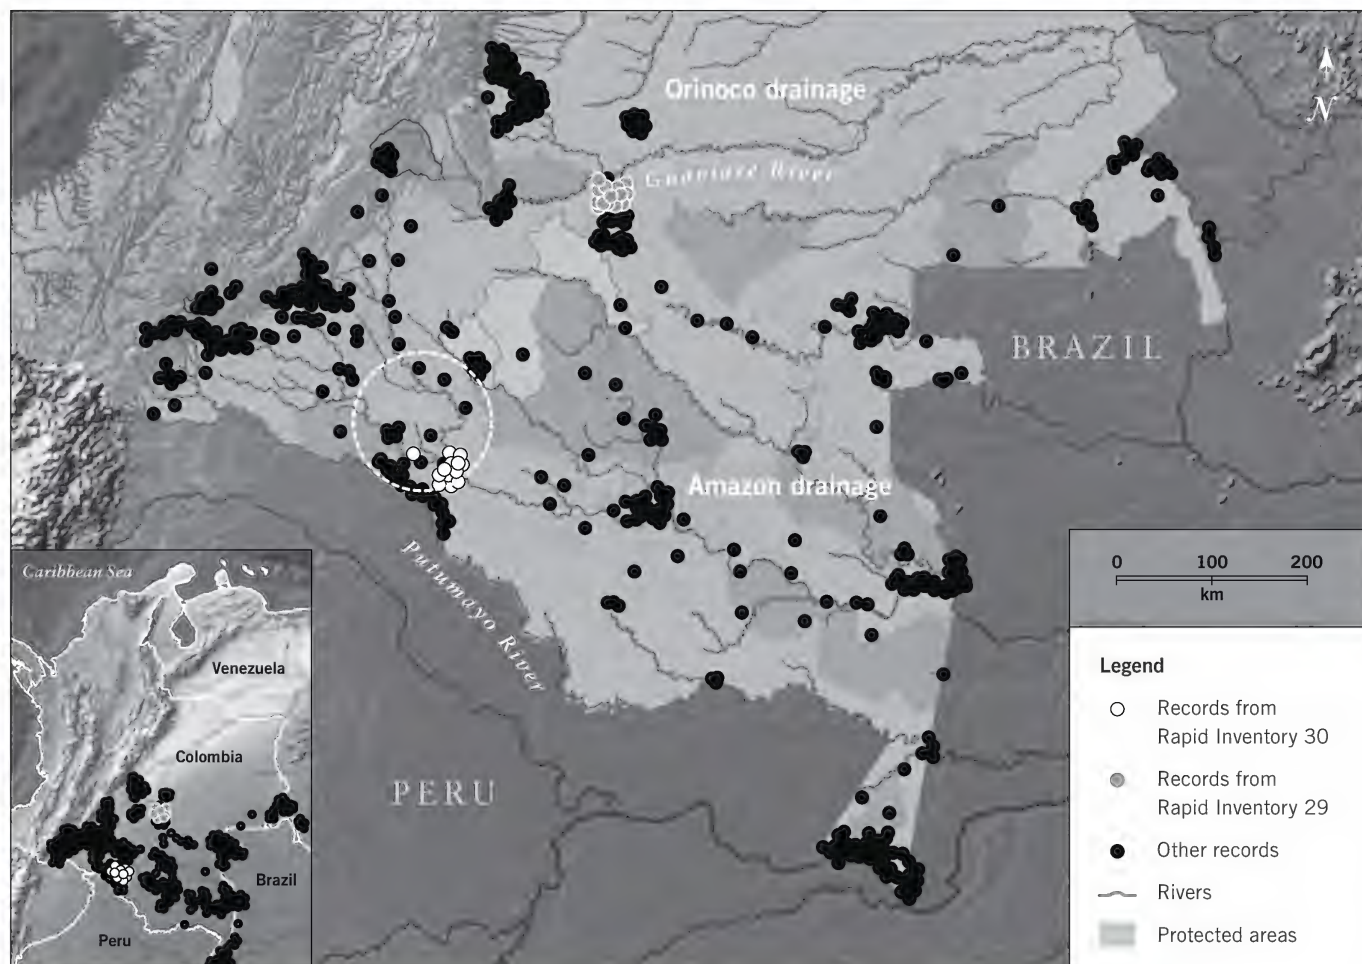 Orinoco drainage
N
Guaviare River
BRAZIL
Amazon drainage
Putumayo River
PERU
Caribbean Sea
Venezuela
Colombia
Brazil
Peru
0 100 200
km
Legend
Records from
Rapid Inventory 30
Records from
Rapid Inventory 29
Other records
Rivers
Protected areas